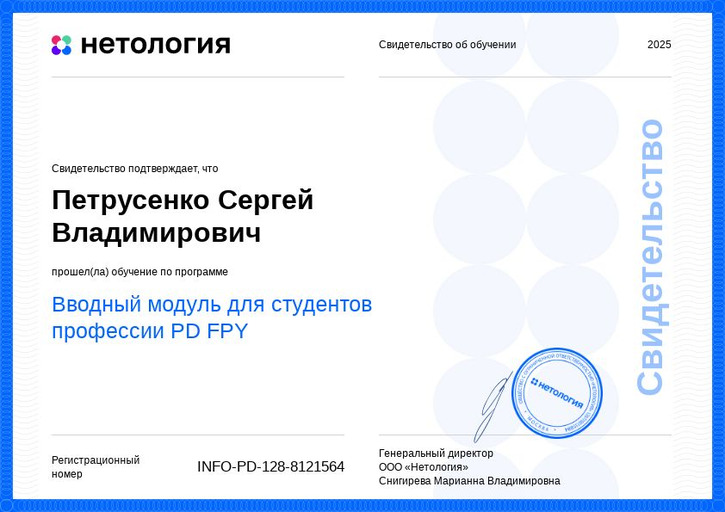 нетология
Свидетельство об обучении
2025
Свидетельство подтверждает, что
Петрусенко Сергей
Владимирович
прошел(ла) обучение по программе
Вводный модуль для студентов
профессии PD FPY
Свидетельство
нетология
Регистрационный
номер
INFO-PD-128-8121564
Генеральный директор
ООО «Нетология»
Снигирева Марианна Владимировна